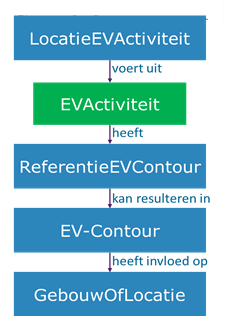 LocatieEVActiviteit
voert uit
EVActiviteit
heeft
ReferentieEVContour
kan resulteren in
EV-Contour
heeft invloed op
GebouwOfLocatie